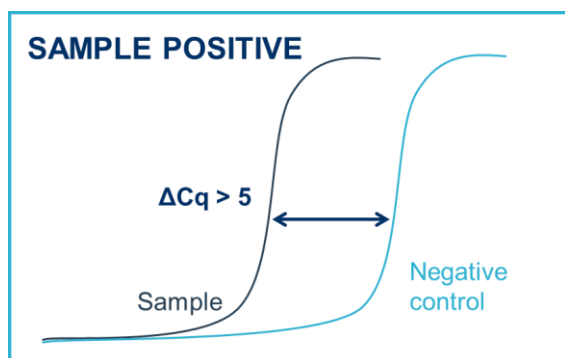 SAMPLE POSITIVE
ΔCq > 5
Sample
Negative
control